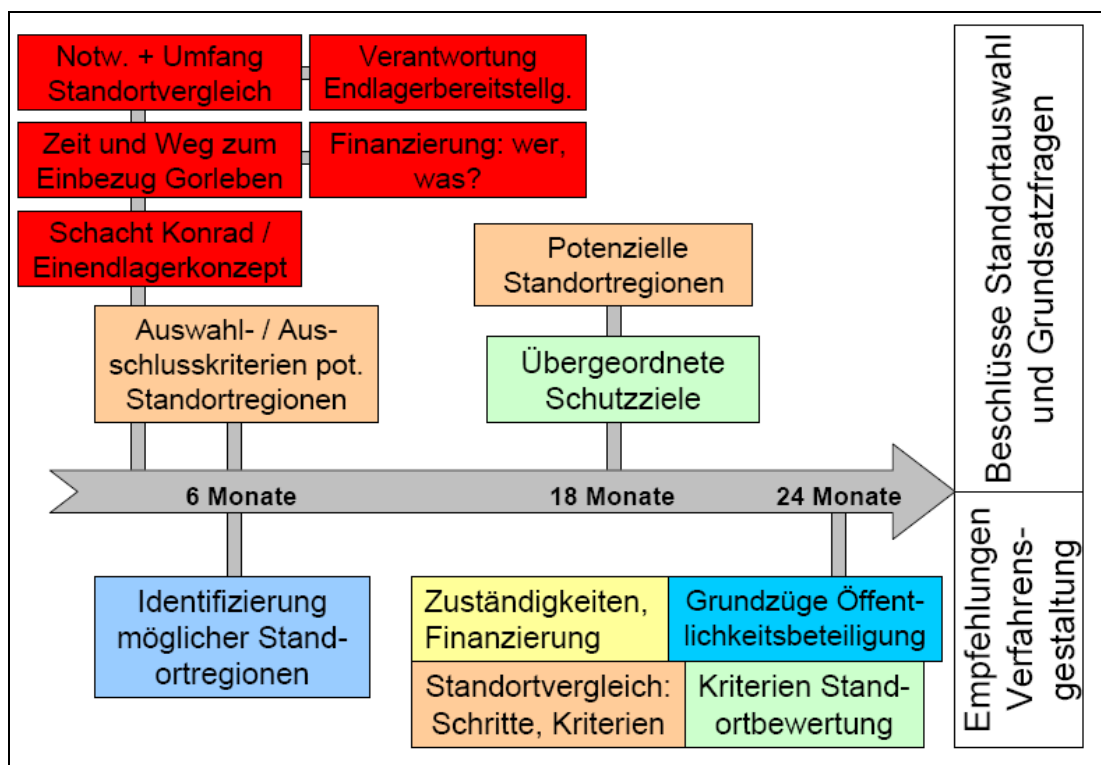 Notw. + Umfang
Standortvergleich
Verantwortung
Endlagerbereitstellg.
Zeit und Weg zum
Einbezug Gorleben
Finanzierung: wer,
was?
Schacht Konrad /
Einendlagerkonzept
Auswahl- / Aus-
schlusskriterien pot.
Standortregionen
Potenzielle
Standortregionen
Übergeordnete
Schutzziele
6 Monate
18 Monate
24 Monate
Identifizierung
möglicher Stand-
ortregionen
Zuständigkeiten,
Finanzierung
Grundzüge Öffent-
lichkeitsbeteiligung
Standortvergleich:
Schritte, Kriterien
Kriterien Stand-
ortbewertung
Beschlüsse Standortauswahl
und Grundsatzfragen
Empfehlungen
Verfahrens-
gestaltung